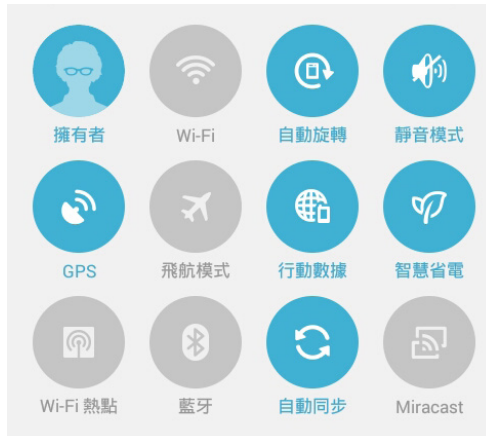 擁有者
Wi-Fi
自動旋轉
靜音模式
GPS
飛航模式
行動數據
智慧省電
Wi-Fi 熱點
藍牙
自動同步
Miracast